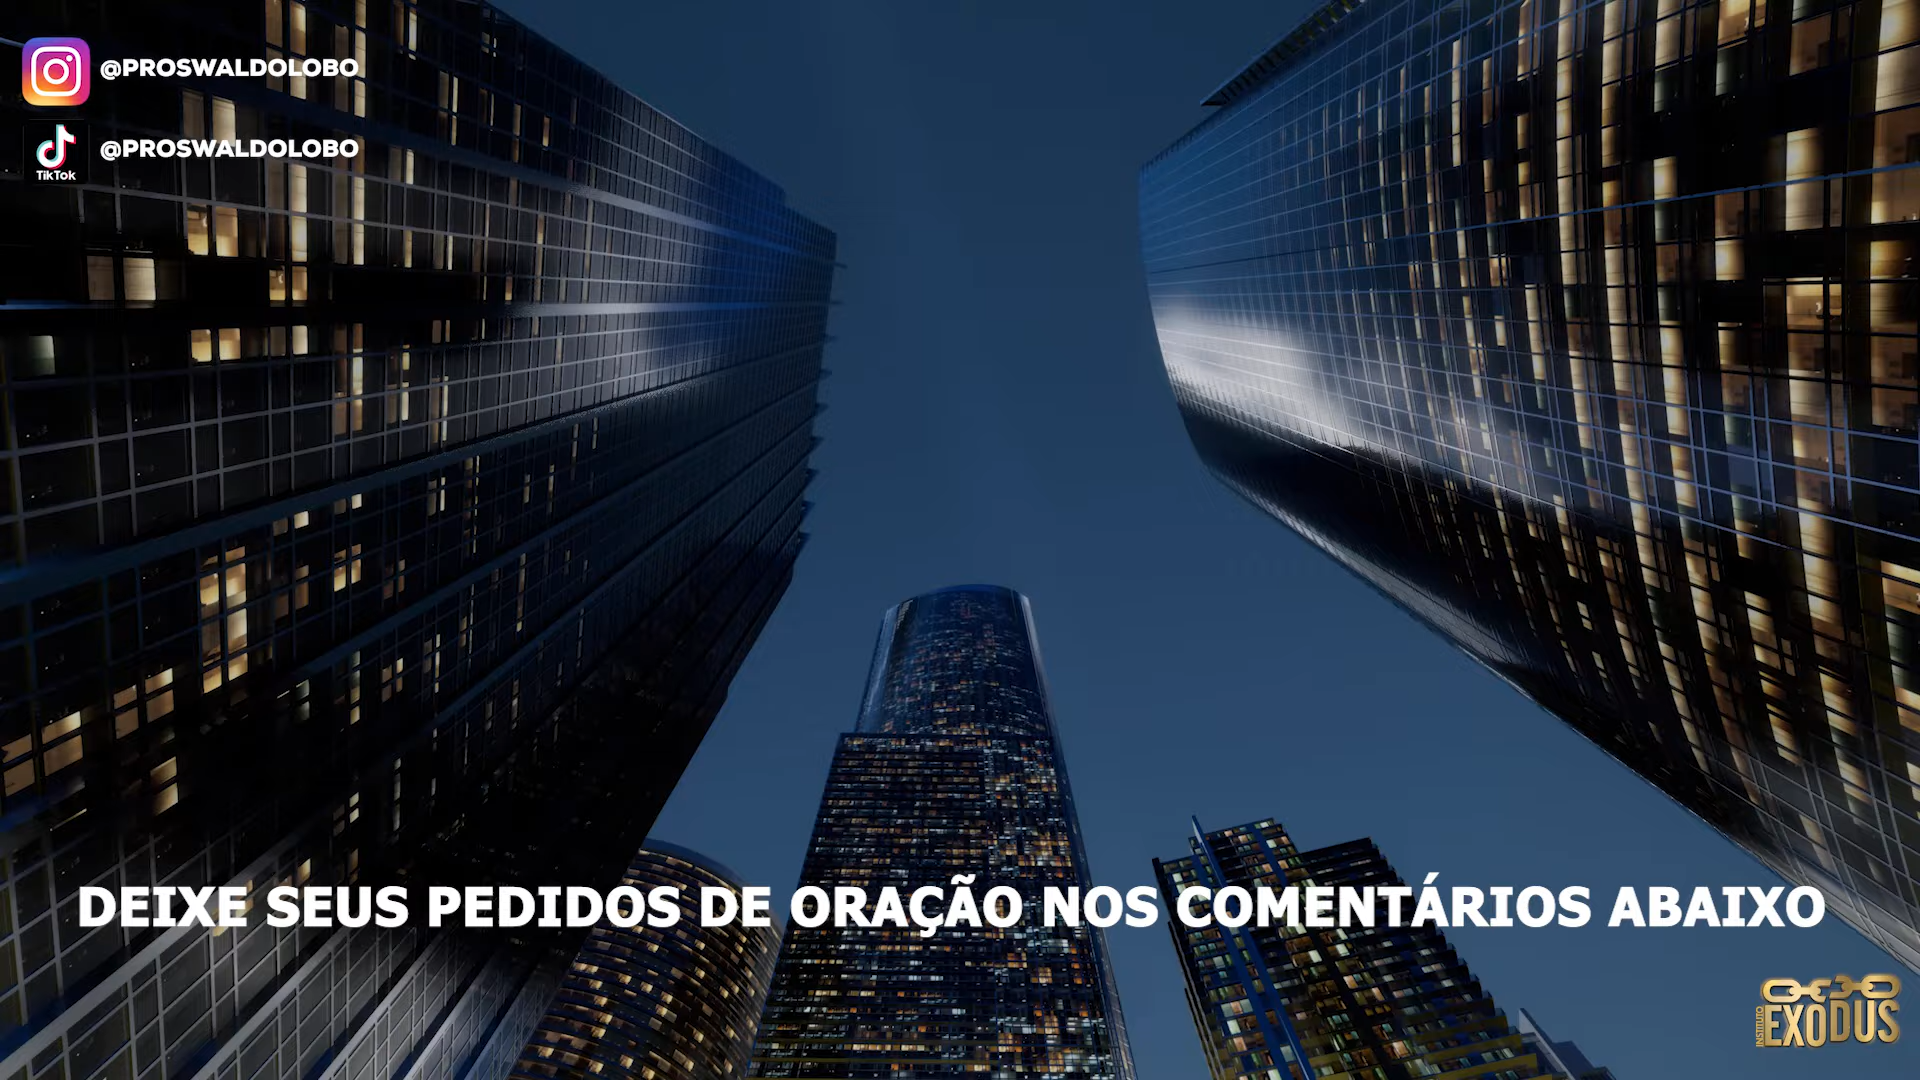 @PROSWALDOLOBO
TikTok
@PROSWALDOLOBO
DEIXE SEUS PEDIDOS DE ORAÇÃO NOS COMENTÁRIOS ABAIXO
INSTITUTO
EXODUS